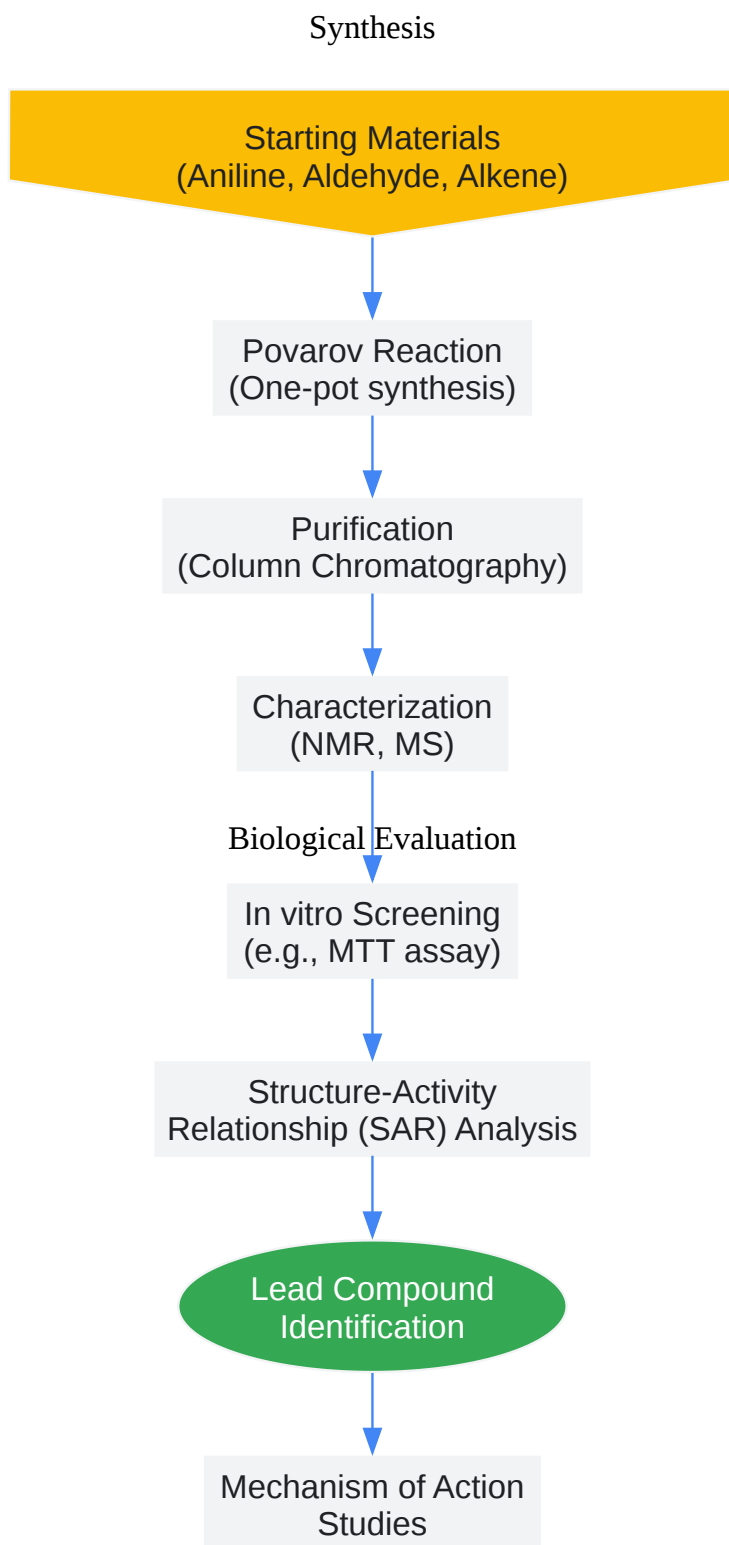 Synthesis
Starting Materials
(Aniline, Aldehyde, Alkene)
Povarov Reaction
(One-pot synthesis)
Purification
(Column Chromatography)
Characterization
(NMR, MS)
Biological Evaluation
In vitro Screening
(e.g., MTT assay)
Structure-Activity
Relationship (SAR) Analysis
Lead Compound
Identification
Mechanism of Action
Studies